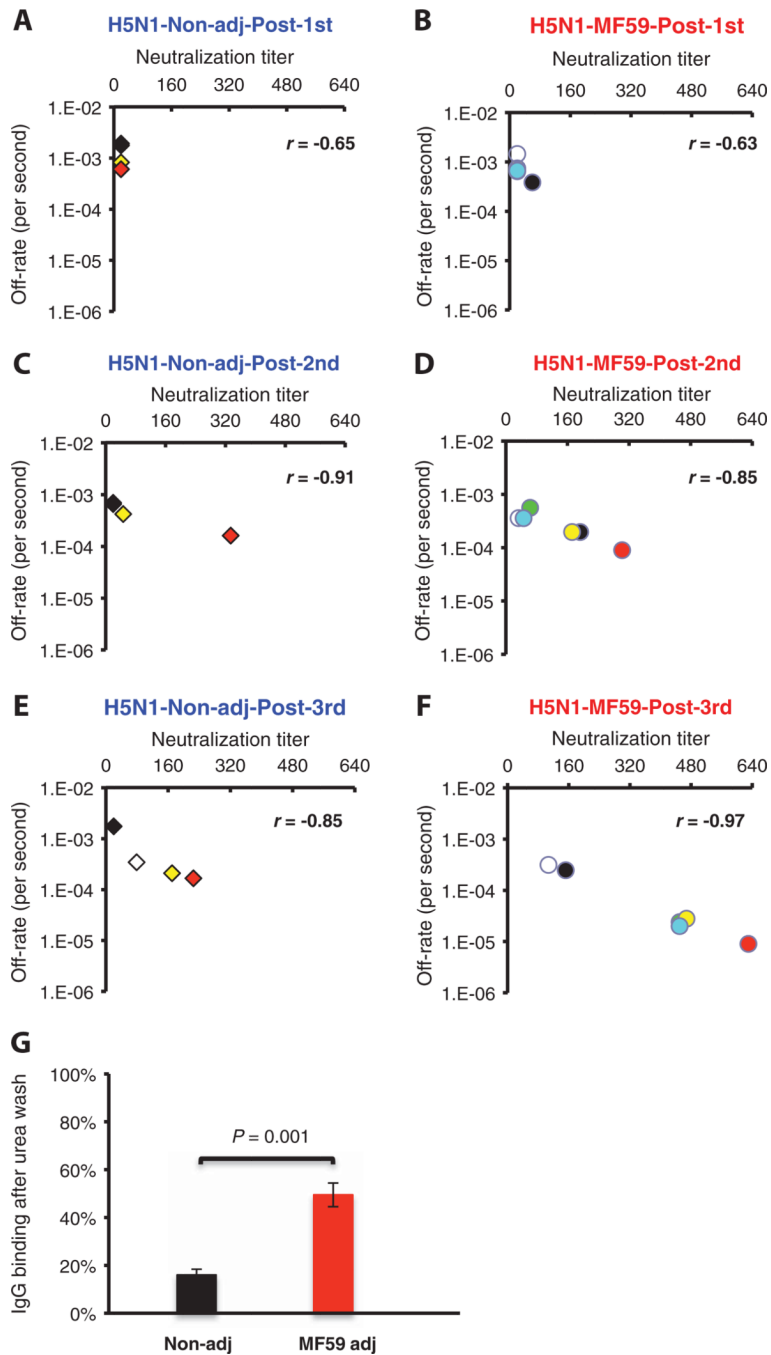 A
H5N1-Non-adj-Post-1st
Neutralization titer
0 160 320 480 640
1.E-02
1.E-03
1.E-04
1.E-05
1.E-06
Off-rate (per second)
r = -0.65
B
H5N1-MF59-Post-1st
Neutralization titer
0 160 320 480 640
1.E-02
1.E-03
1.E-04
1.E-05
1.E-06
Off-rate (per second)
r = -0.63
C
H5N1-Non-adj-Post-2nd
Neutralization titer
0 160 320 480 640
1.E-02
1.E-03
1.E-04
1.E-05
1.E-06
Off-rate (per second)
r = -0.91
D
H5N1-MF59-Post-2nd
Neutralization titer
0 160 320 480 640
1.E-02
1.E-03
1.E-04
1.E-05
1.E-06
Off-rate (per second)
r = -0.85
E
H5N1-Non-adj-Post-3rd
Neutralization titer
0 160 320 480 640
1.E-02
1.E-03
1.E-04
1.E-05
1.E-06
Off-rate (per second)
r = -0.85
F
H5N1-MF59-Post-3rd
Neutralization titer
0 160 320 480 640
1.E-02
1.E-03
1.E-04
1.E-05
1.E-06
Off-rate (per second)
r = -0.97
G
IgG binding after urea wash
100%
80%
60%
40%
20%
0%
P = 0.001
Non-adj MF59 adj